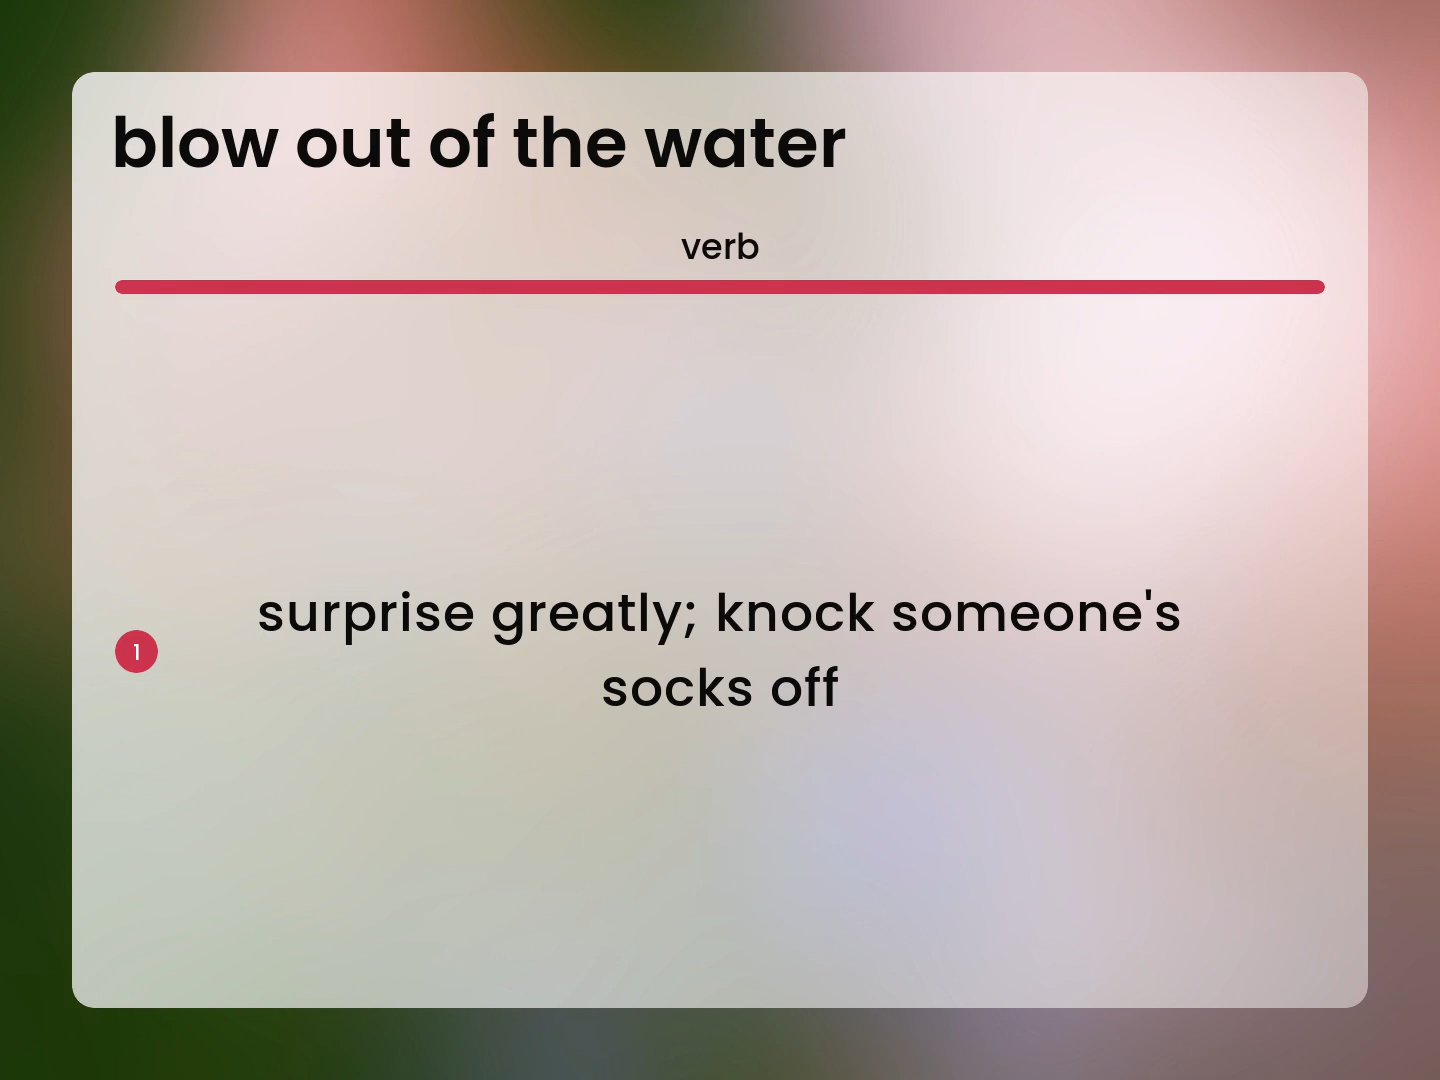 blow out of the water
verb
1
surprise greatly; knock someone's
socks off